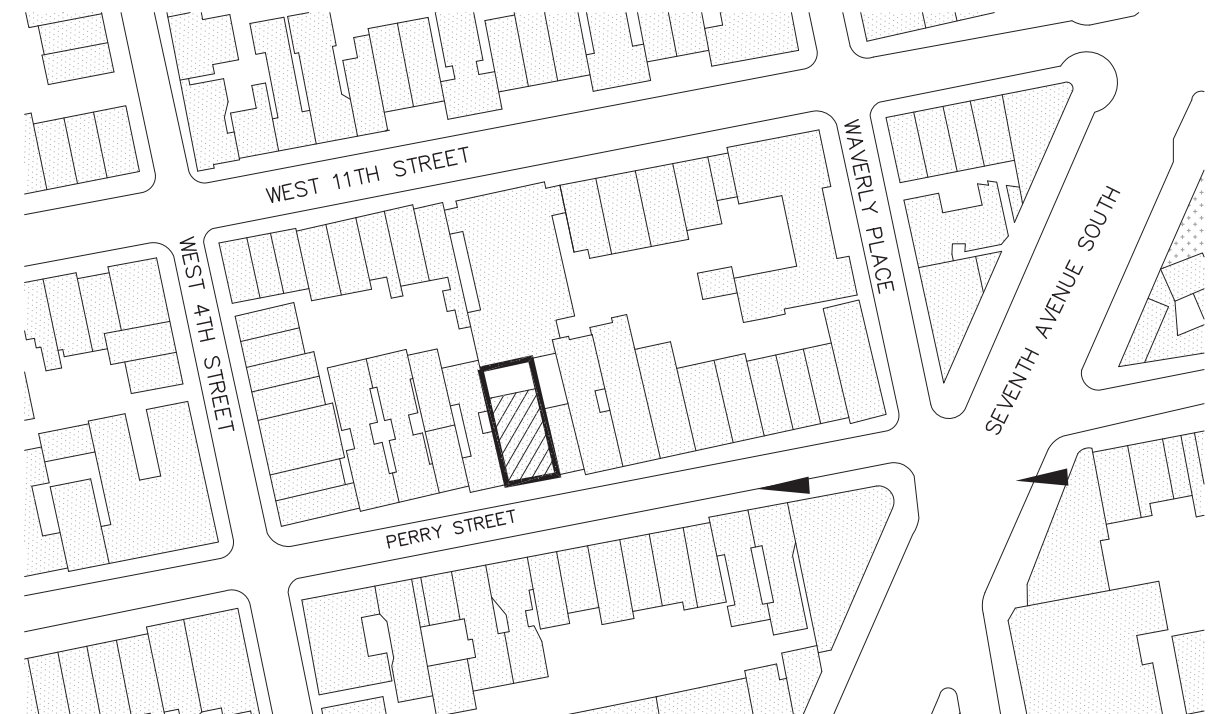 WEST 11TH STREET
WAVERLY PLACE
WEST 4TH STREET
SEVENTH AVENUE SOUTH
PERRY STREET